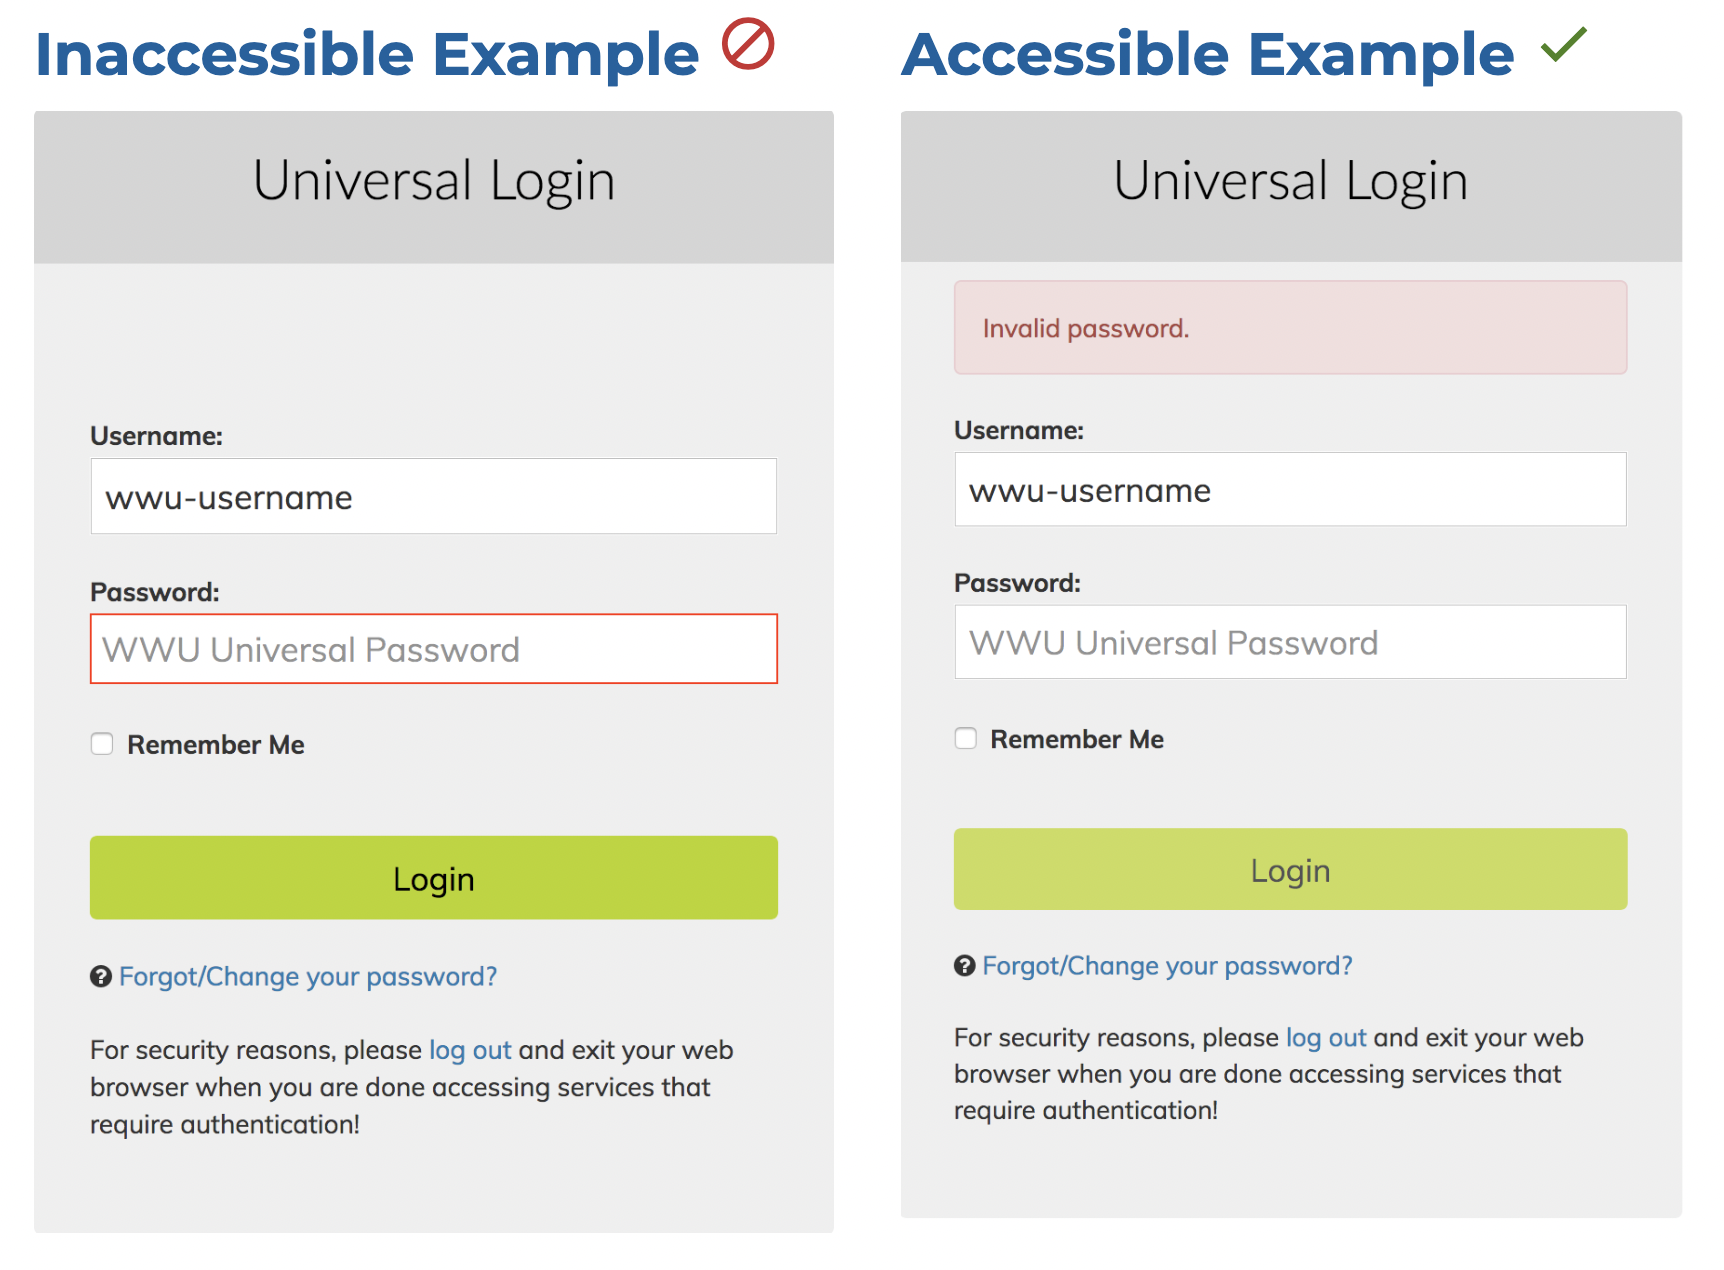 Inaccessible Example
Universal Login
Username:
wwu-username
Password:
WWU Universal Password
Remember Me
Login
Forgot/Change your password?
For security reasons, please log out and exit your web
browser when you are done accessing services that
require authentication!
Accessible Example
Universal Login
Invalid password.
Username:
wwu-username
Password:
WWU Universal Password
Remember Me
Login
Forgot/Change your password?
For security reasons, please log out and exit your web
browser when you are done accessing services that
require authentication!